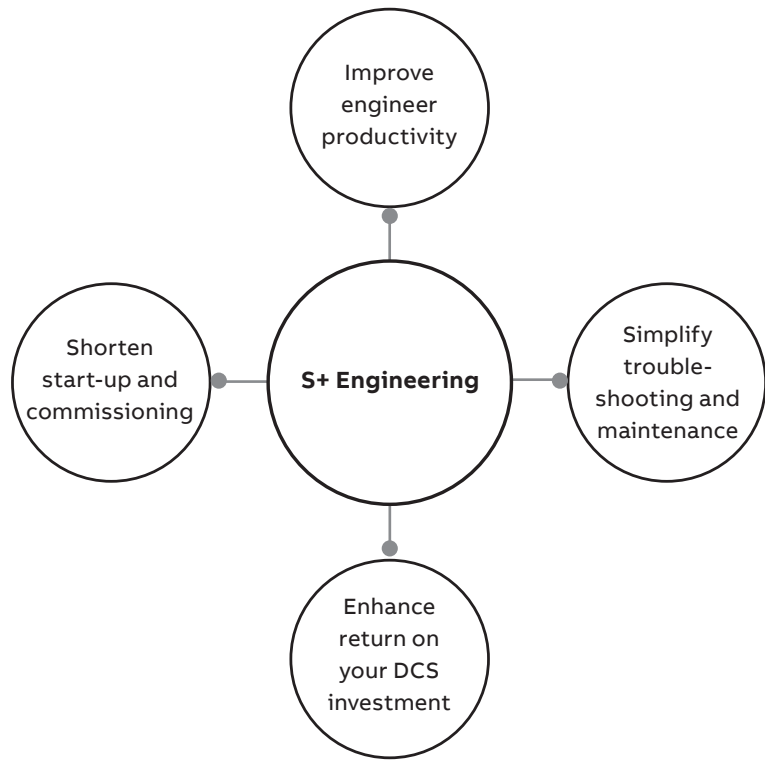 Improve
engineer
productivity
Shorten
start-up and
commissioning
S+ Engineering
Simplify
trouble-
shooting and
maintenance
Enhance
return on
your DCS
investment